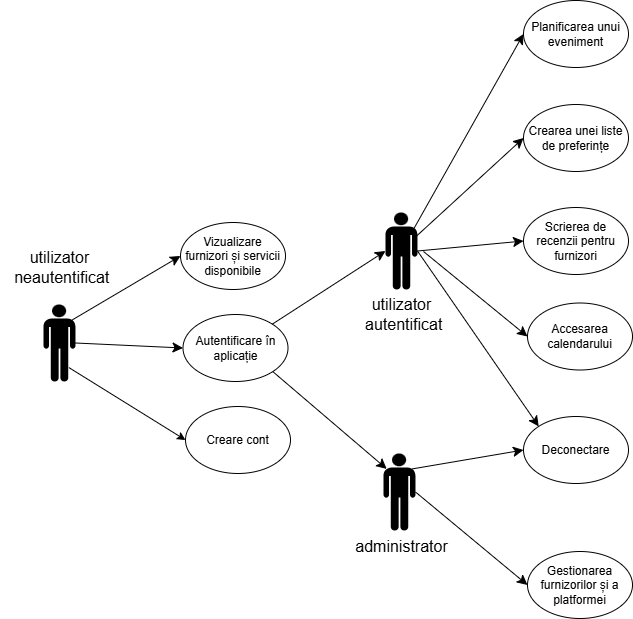 Planificarea unui
eveniment
Crearea unei liste
de preferințe
Vizualizare
furnizori și servicii
disponibile
Scrierea de
recenzii pentru
furnizori
utilizator
neautentificat
utilizator
autentificat
Autentificare în
aplicație
Accesarea
calendarului
Creare cont
Deconectare
administrator
Gestionarea
furnizorilor și a
platformei